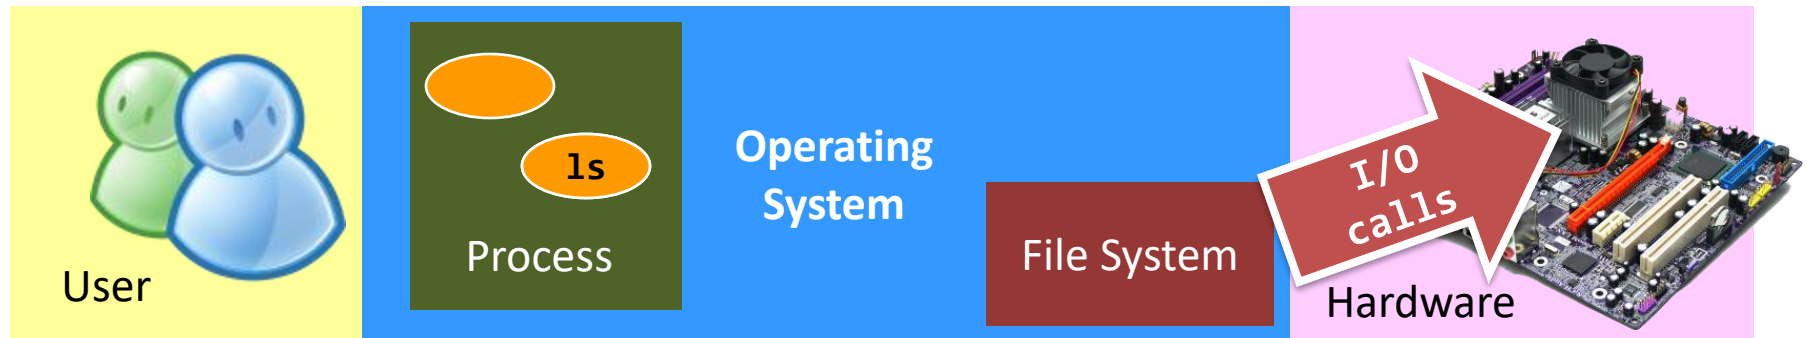 User
ls
Process
Operating
System
File System
I/O
calls
Hardware